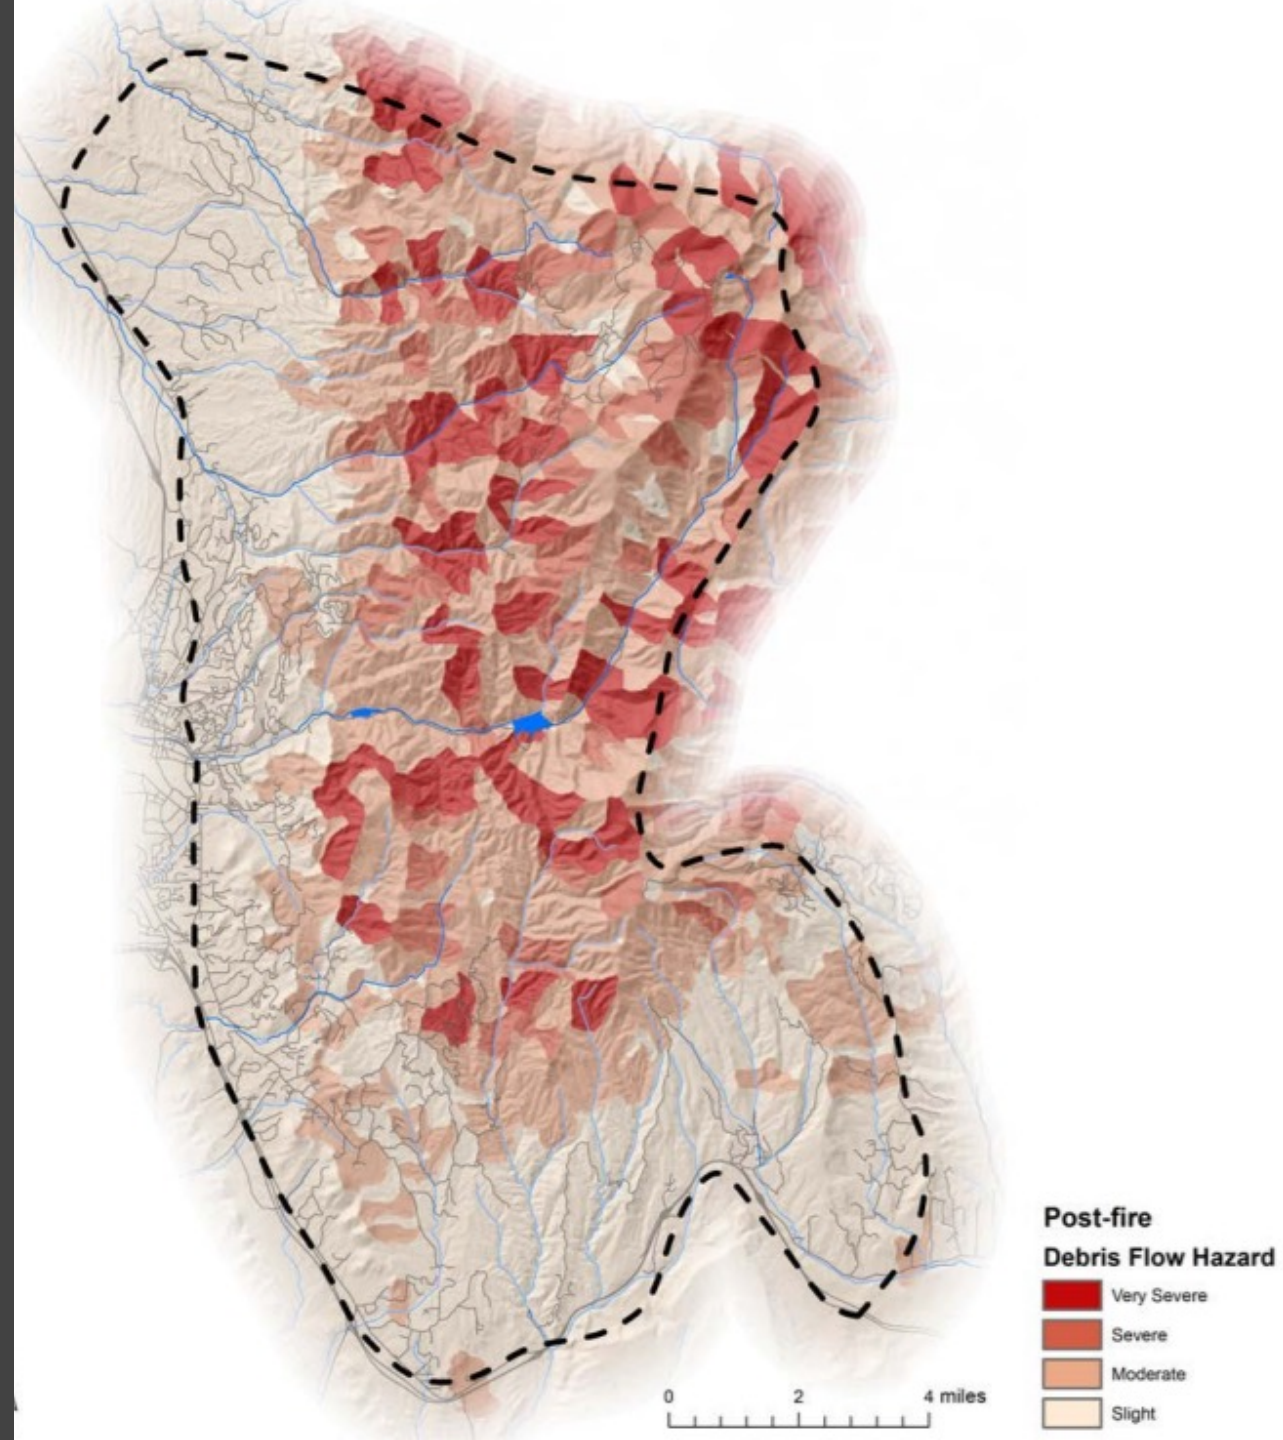 Post-fire
Debris Flow Hazard
Very Severe
Severe
Moderate
Slight
0 2 4 miles